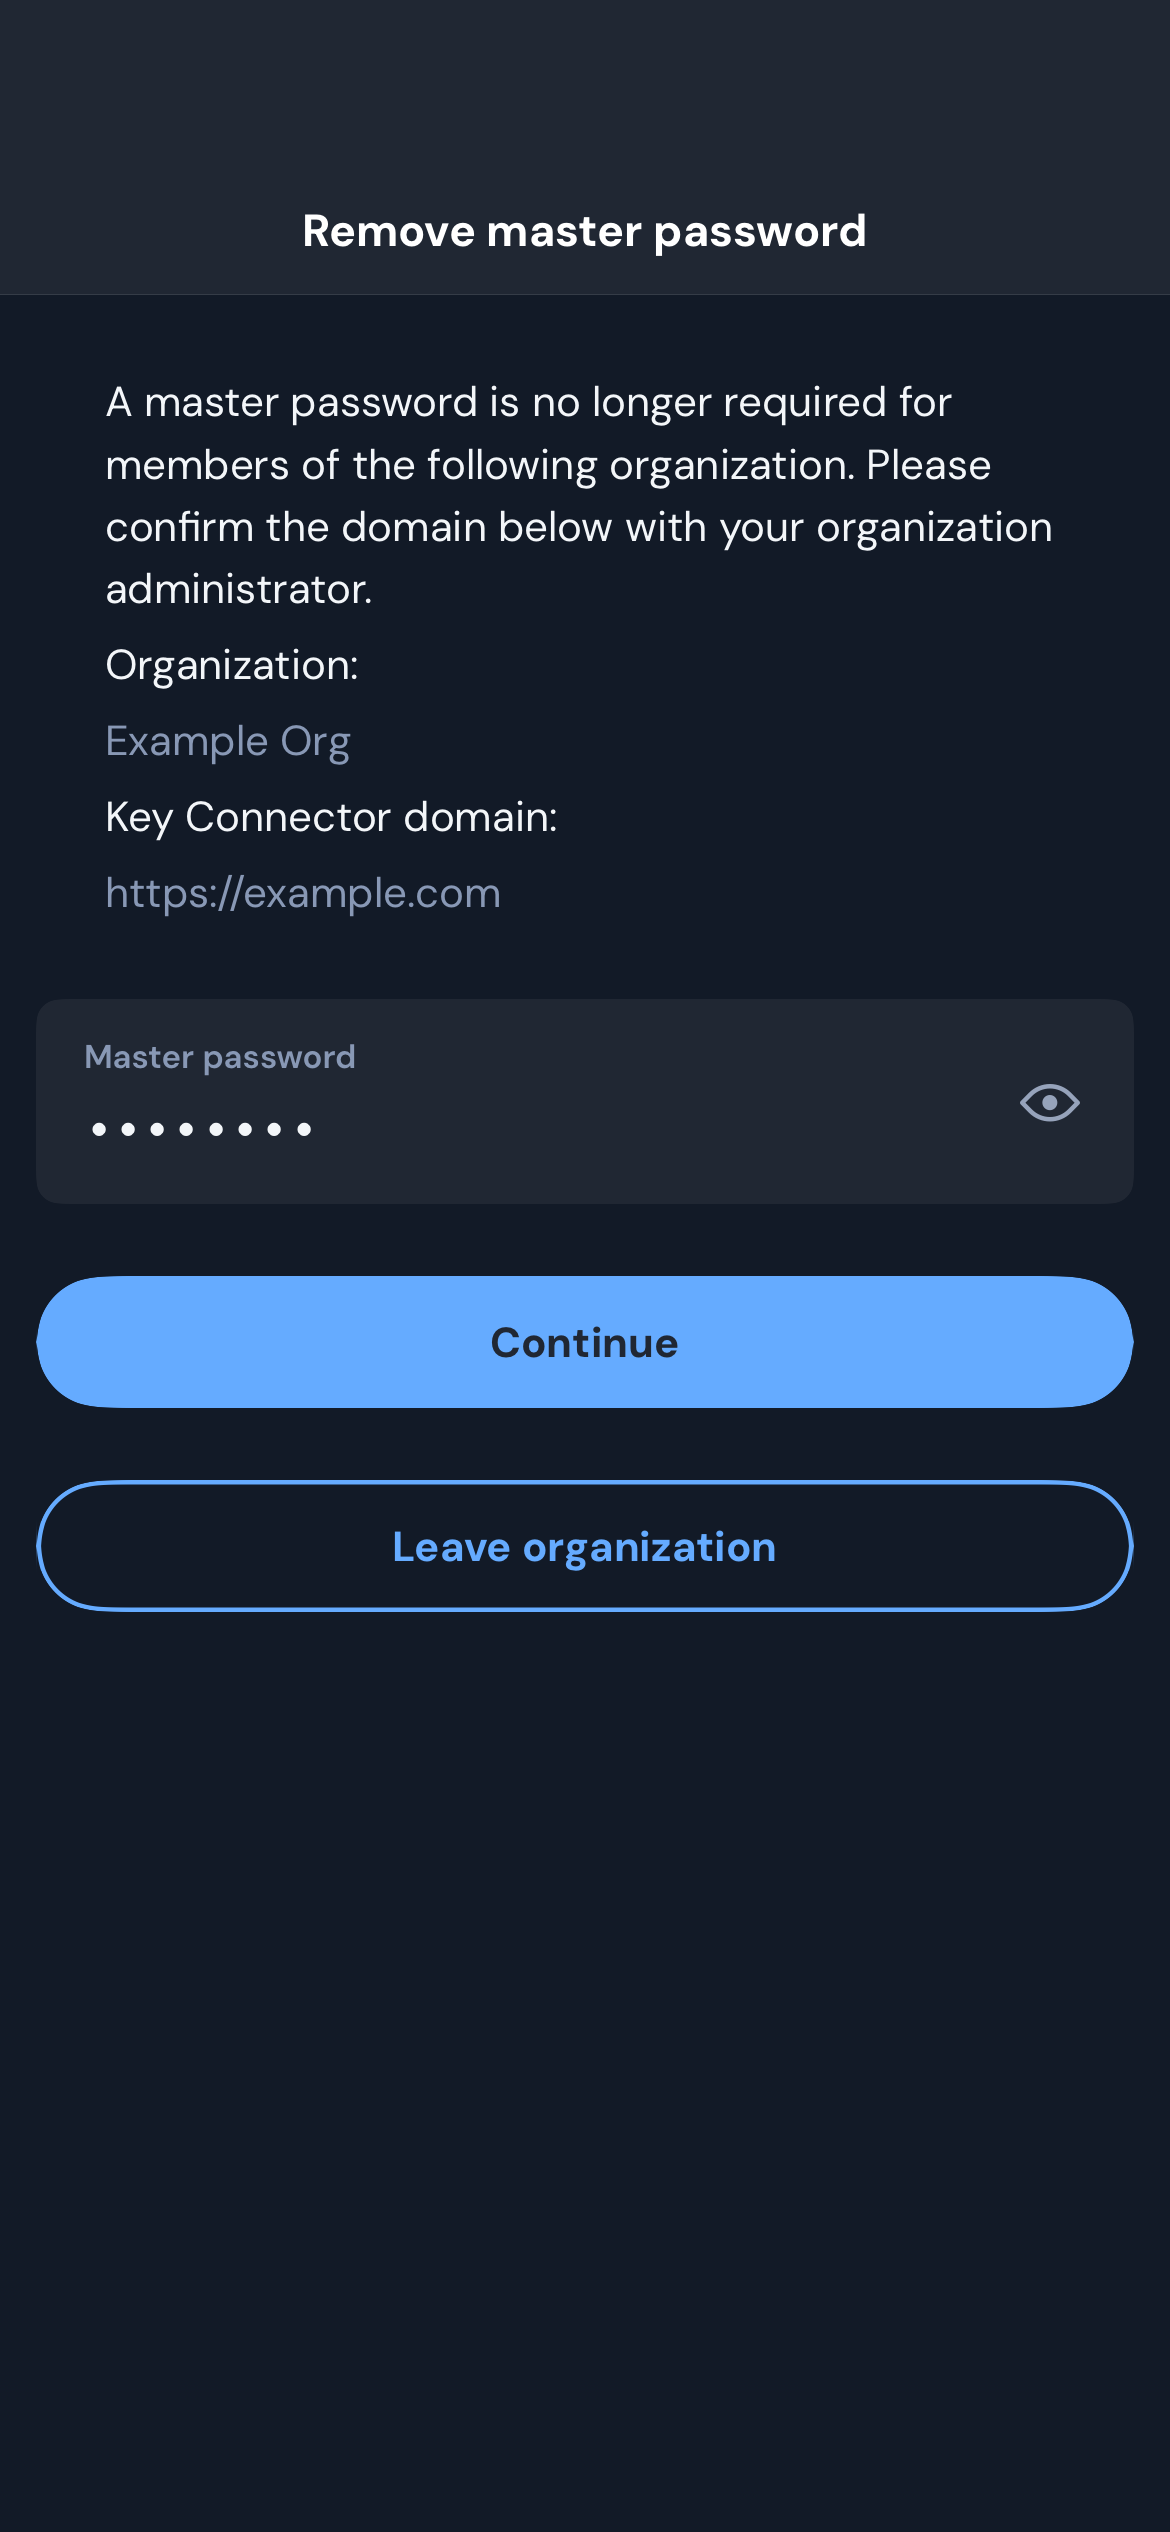 Remove master password
A master password is no longer required for
members of the following organization. Please
confirm the domain below with your organization
administrator.
Organization:
Example Org
Key Connector domain:
https://example.com
Master password
••••••••
Continue
Leave organization